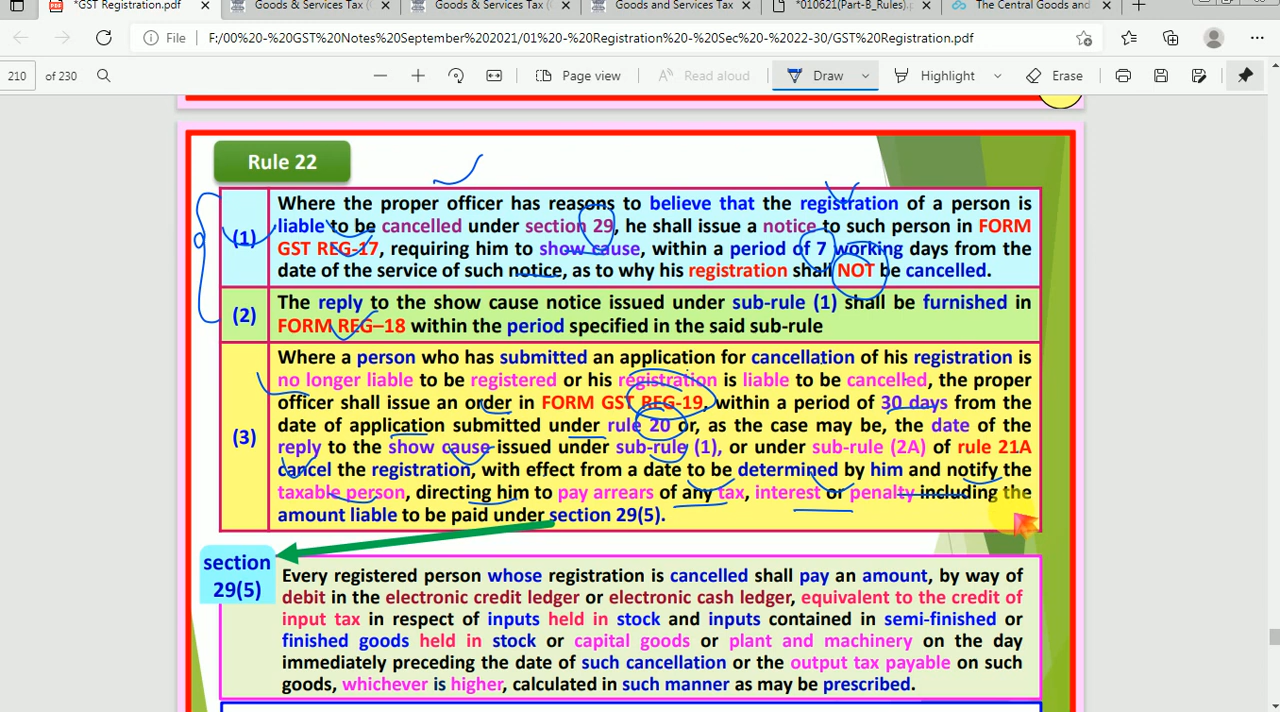 *GST Registration.pdf
Goods & Services Tax (
Goods & Services Tax (
Goods and Services Tax
*010621(Part-B_Rules).
The Central Goods and
File
F:/00%20-%20GST%20Notes%20September%202021/01%20-%20Registration%20-%20Sec%20-%2022-30/GST%20Registration.pdf
210 of 230
Page view
Read aloud
Draw
Highlight
Erase
Rule 22
(1)
Where the proper officer has reasons to believe that the registration of a person is
liable to be cancelled under section 29, he shall issue a notice to such person in FORM
GST REG-17, requiring him to show cause, within a period of 7 working days from the
date of the service of such notice, as to why his registration shall NOT be cancelled.
(2)
The reply to the show cause notice issued under sub-rule (1) shall be furnished in
FORM REG–18 within the period specified in the said sub-rule
(3)
Where a person who has submitted an application for cancellation of his registration is
no longer liable to be registered or his registration is liable to be cancelled, the proper
officer shall issue an order in FORM GST REG-19, within a period of 30 days from the
date of application submitted under rule 20 or, as the case may be, the date of the
reply to the show cause issued under sub-rule (1), or under sub-rule (2A) of rule 21A
cancel the registration, with effect from a date to be determined by him and notify the
taxable person, directing him to pay arrears of any tax, interest or penalty including the
amount liable to be paid under section 29(5).
section
29(5)
Every registered person whose registration is cancelled shall pay an amount, by way of
debit in the electronic credit ledger or electronic cash ledger, equivalent to the credit of
input tax in respect of inputs held in stock and inputs contained in semi-finished or
finished goods held in stock or capital goods or plant and machinery on the day
immediately preceding the date of such cancellation or the output tax payable on such
goods, whichever is higher, calculated in such manner as may be prescribed.